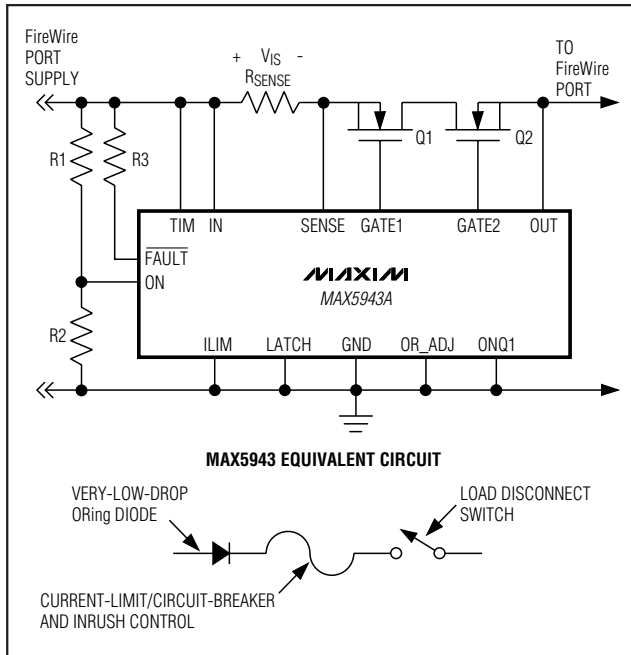 FireWire
PORT
SUPPLY
+ VIS -
RSENSE
TO
FireWire
PORT
R1
R3
Q1
Q2
TIM IN SENSE GATE1 GATE2 OUT
FAULT
ON
MAXIM
MAX5943A
R2
ILIM LATCH GND OR_ADJ ONQ1
MAX5943 EQUIVALENT CIRCUIT
VERY-LOW-DROP
ORing DIODE
LOAD DISCONNECT
SWITCH
CURRENT-LIMIT/CIRCUIT-BREAKER
AND INRUSH CONTROL